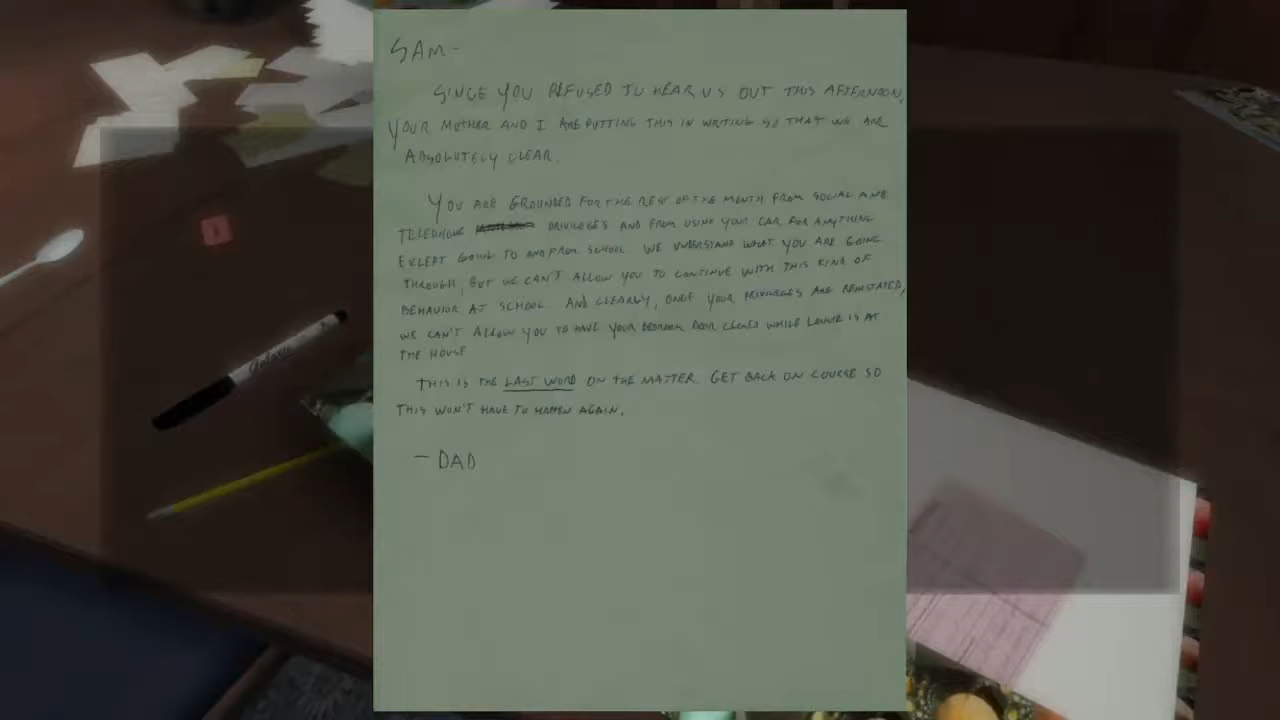 SAM-
SINCE YOU REFUSED TO HEAR US OUT THIS AFTERNOON,
YOUR MOTHER AND I ARE PUTTING THIS IN WRITING SO THAT WE ARE
ABSOLUTELY CLEAR.
YOU ARE GROUNDED FOR THE REST OF THE MONTH FROM SOCIAL AND
TELEPHONE PRIVILEGES AND FROM USING YOUR CAR FOR ANYTHING
EXCEPT GOING TO AND FROM SCHOOL. WE UNDERSTAND WHAT YOU ARE GOING
THROUGH, BUT WE CAN'T ALLOW YOU TO CONTINUE WITH THIS KIND OF
BEHAVIOR AT SCHOOL. AND CLEARLY, ONCE YOUR PRIVILEGES ARE REINSTATED,
WE CAN'T ALLOW YOU TO HAVE YOUR BEDROOM DOOR CLOSED WHILE LONNIE IS AT
THE HOUSE
THIS IS THE LAST WORD ON THE MATTER. GET BACK ON COURSE SO
THIS WON'T HAVE TO HAPPEN AGAIN.
- DAD